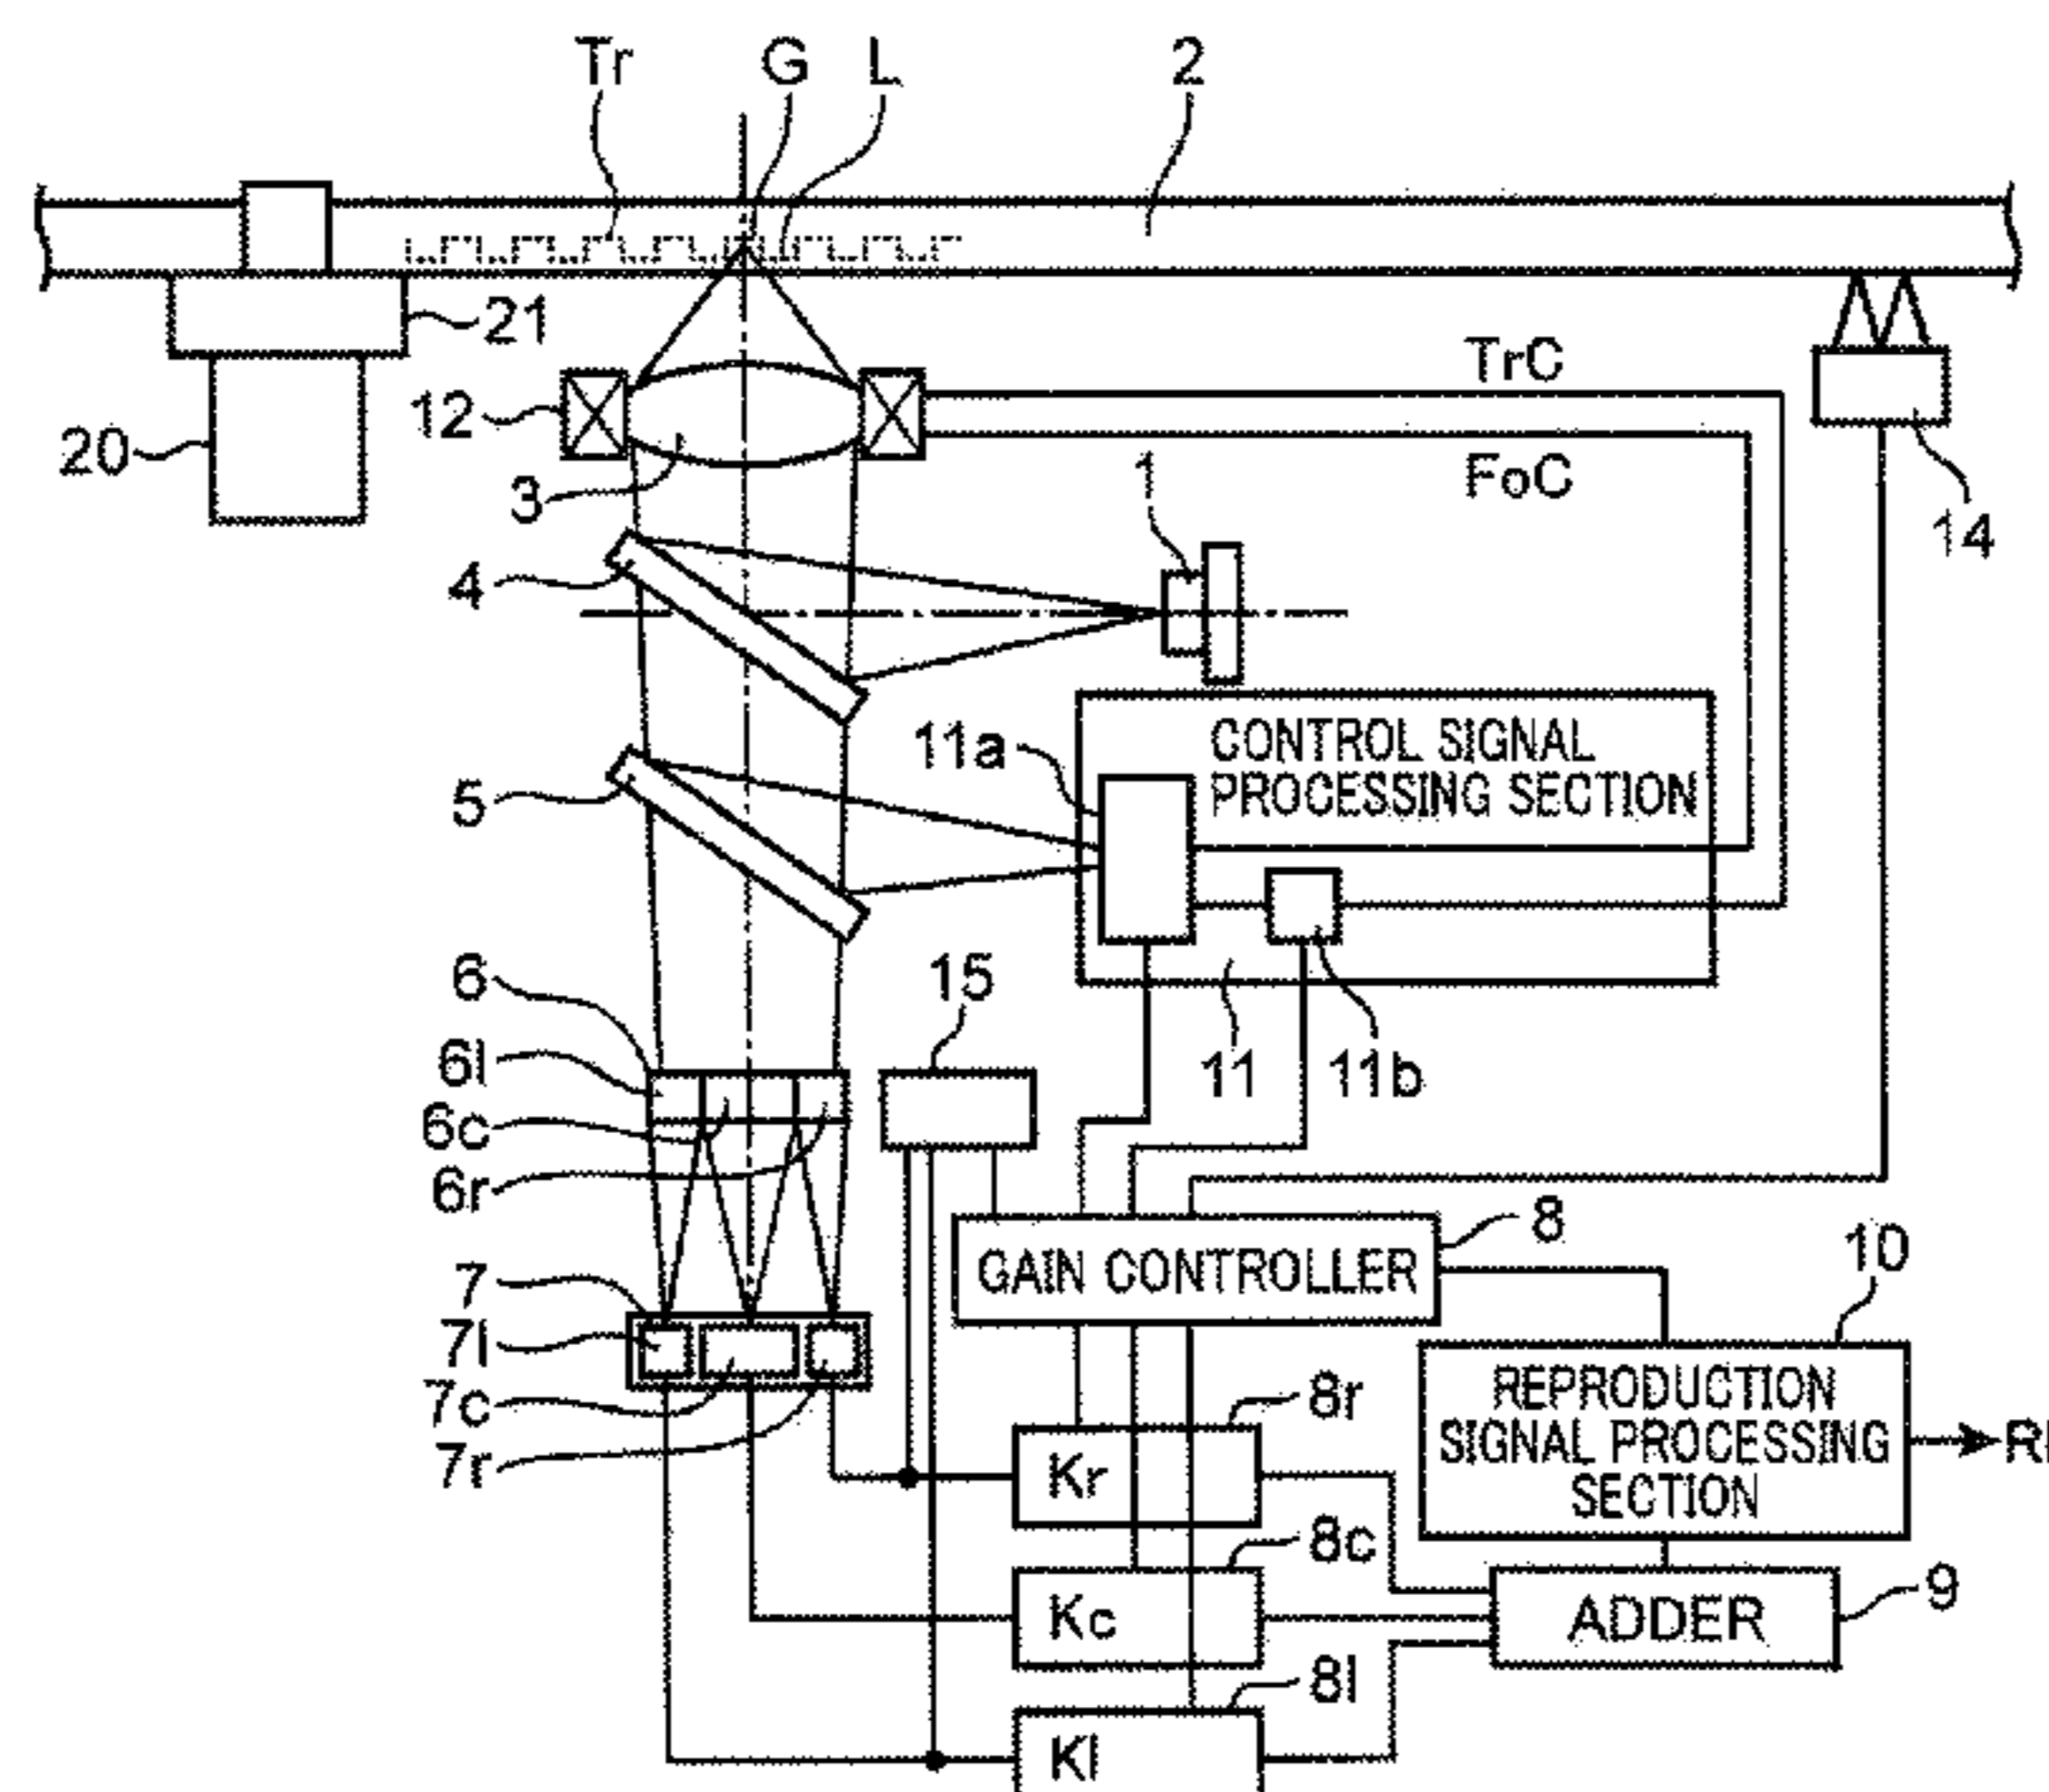 Tr G L 2
21
12
20
3
TrC
FoC
1
14
4
CONTROL SIGNAL
PROCESSING SECTION
11a
5
6
15
6l
11
11b
6c
6r
8
GAIN CONTROLLER
10
7
7l
7c
7r
8r
REPRODUCTION
SIGNAL PROCESSING
SECTION
Kr
8c
Kc
ADDER
9
8l
Kl